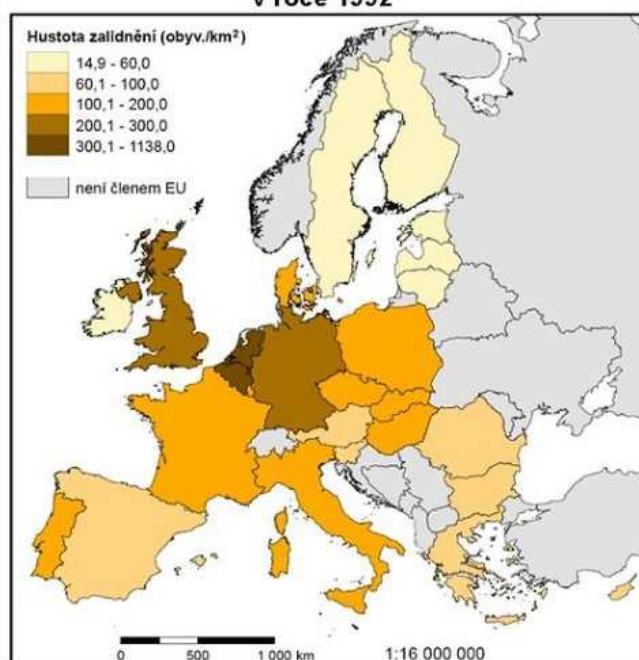 v roce 1992
Hustota zalidnění (obyv./km²)
14,9 - 60,0
60,1 - 100,0
100,1 - 200,0
200,1 - 300,0
300,1 - 1138,0
není členem EU
0 500 1 000 km
1:16 000 000